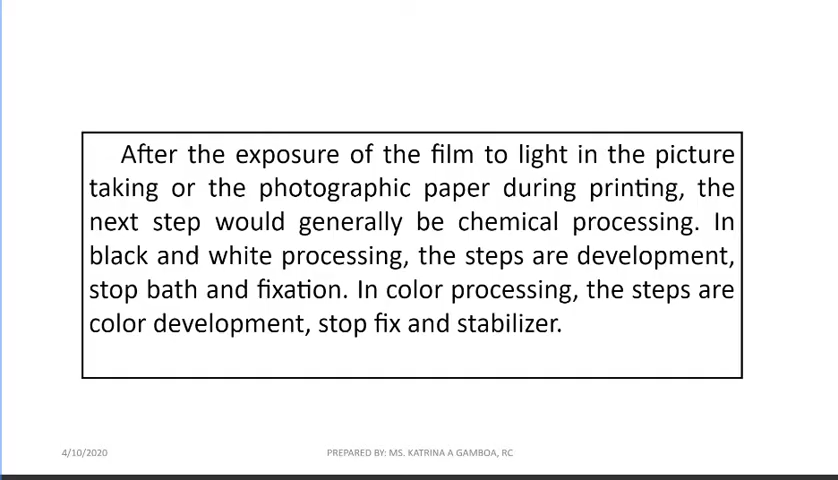 After the exposure of the film to light in the picture
taking or the photographic paper during printing, the
next step would generally be chemical processing. In
black and white processing, the steps are development,
stop bath and fixation. In color processing, the steps are
color development, stop fix and stabilizer.
4/10/2020
PREPARED BY: MS. KATRINA A GAMBOA, RC